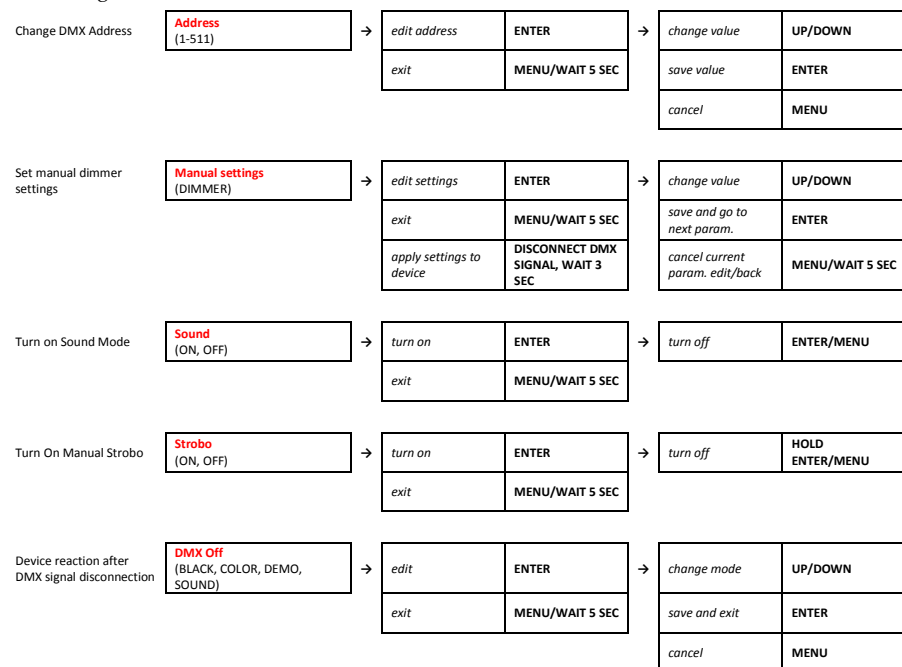 Change DMX Address
Address
(1-511)
→
edit address
ENTER
→
change value
UP/DOWN
exit
MENU/WAIT 5 SEC
save value
ENTER
cancel
MENU
Set manual dimmer
settings
Manual settings
(DIMMER)
→
edit settings
ENTER
→
change value
UP/DOWN
exit
MENU/WAIT 5 SEC
save and go to
next param.
ENTER
apply settings to
device
DISCONNECT DMX
SIGNAL, WAIT 3
SEC
cancel current
param. edit/back
MENU/WAIT 5 SEC
Turn on Sound Mode
Sound
(ON, OFF)
→
turn on
ENTER
→
turn off
ENTER/MENU
exit
MENU/WAIT 5 SEC
Turn On Manual Strobo
Strobo
(ON, OFF)
→
turn on
ENTER
→
turn off
HOLD
ENTER/MENU
exit
MENU/WAIT 5 SEC
Device reaction after
DMX signal disconnection
DMX Off
(BLACK, COLOR, DEMO,
SOUND)
→
edit
ENTER
→
change mode
UP/DOWN
exit
MENU/WAIT 5 SEC
save and exit
ENTER
cancel
MENU